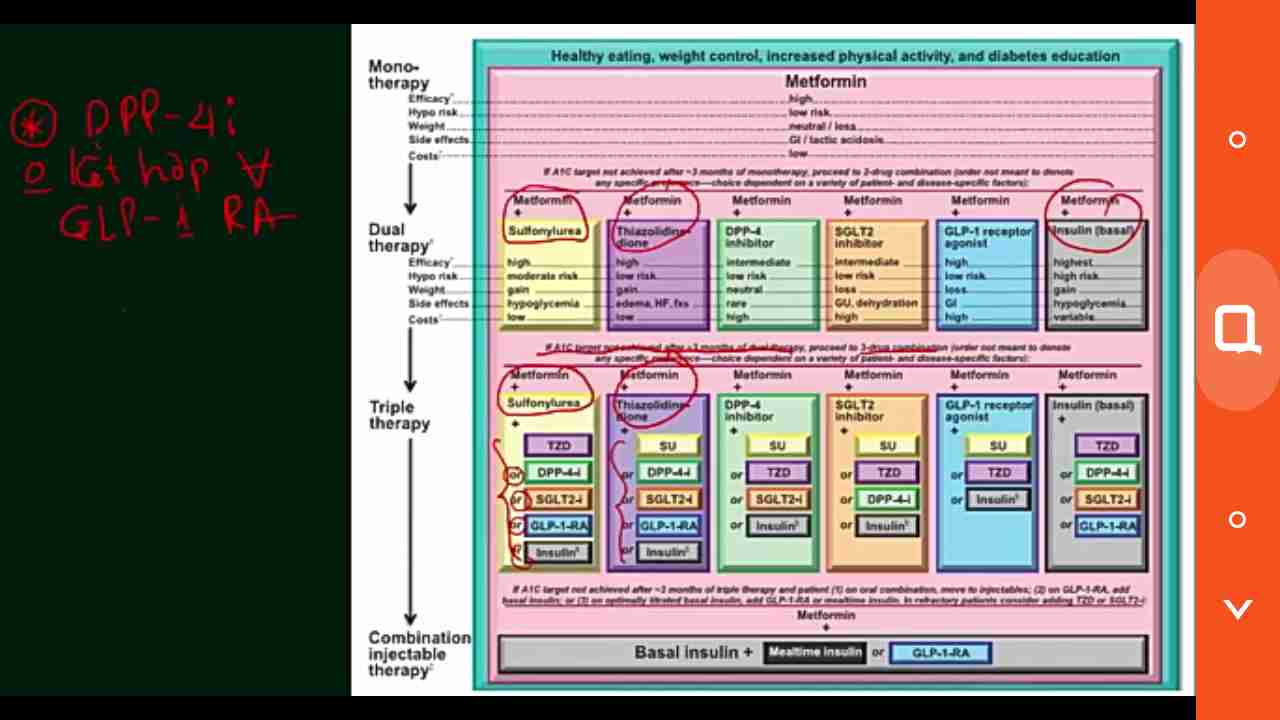 DPP-4i
kết hợp ∀
GLP-1 RA
Healthy eating, weight control, increased physical activity, and diabetes education
Mono-
therapy
Metformin
Efficacy* high
Hypo risk low risk
Weight neutral / loss
Side effects GI / lactic acidosis
Costs* low
If A1C target not achieved after ~3 months of monotherapy, proceed to 2-drug combination (order not meant to denote
any specific preference—choice dependent on a variety of patient- and disease-specific factors):
Metformin Metformin Metformin Metformin Metformin Metformin
+ + + + + +
Dual
therapy†
Sulfonylurea Thiazolidine- DPP-4 SGLT2 GLP-1 receptor Insulin (basal)
dione inhibitor inhibitor agonist
Efficacy* high high intermediate intermediate high highest
Hypo risk moderate risk low risk low risk low risk low risk high risk
Weight gain gain neutral loss loss gain
Side effects hypoglycemia edema, HF, fxs rare GU, dehydration GI hypoglycemia
Costs* low low high high high variable
If A1C target not achieved after ~3 months of dual therapy, proceed to 3-drug combination (order not meant to denote
any specific preference—choice dependent on a variety of patient- and disease-specific factors):
Metformin Metformin Metformin Metformin Metformin Metformin
+ + + + + +
Triple
therapy
Sulfonylurea Thiazolidine- DPP-4 SGLT2 GLP-1 receptor Insulin (basal)
dione inhibitor inhibitor agonist
+ + + + + +
TZD SU SU SU SU TZD
or DPP-4-i or DPP-4-i or TZD or TZD or TZD or DPP-4-i
or SGLT2-i or SGLT2-i or SGLT2-i or DPP-4-i or Insulin§ or SGLT2-i
or GLP-1-RA or GLP-1-RA or Insulin§ or Insulin§ or GLP-1-RA
or Insulin§ or Insulin§
If A1C target not achieved after ~3 months of triple therapy and patient (1) on oral combination, move to injectables; (2) on GLP-1-RA, add
basal insulin; or (3) on optimally titrated basal insulin, add GLP-1-RA or mealtime insulin. In refractory patients consider adding TZD or SGLT2-i:
Metformin
+
Combination
injectable
therapy‡
Basal insulin + Mealtime insulin or GLP-1-RA